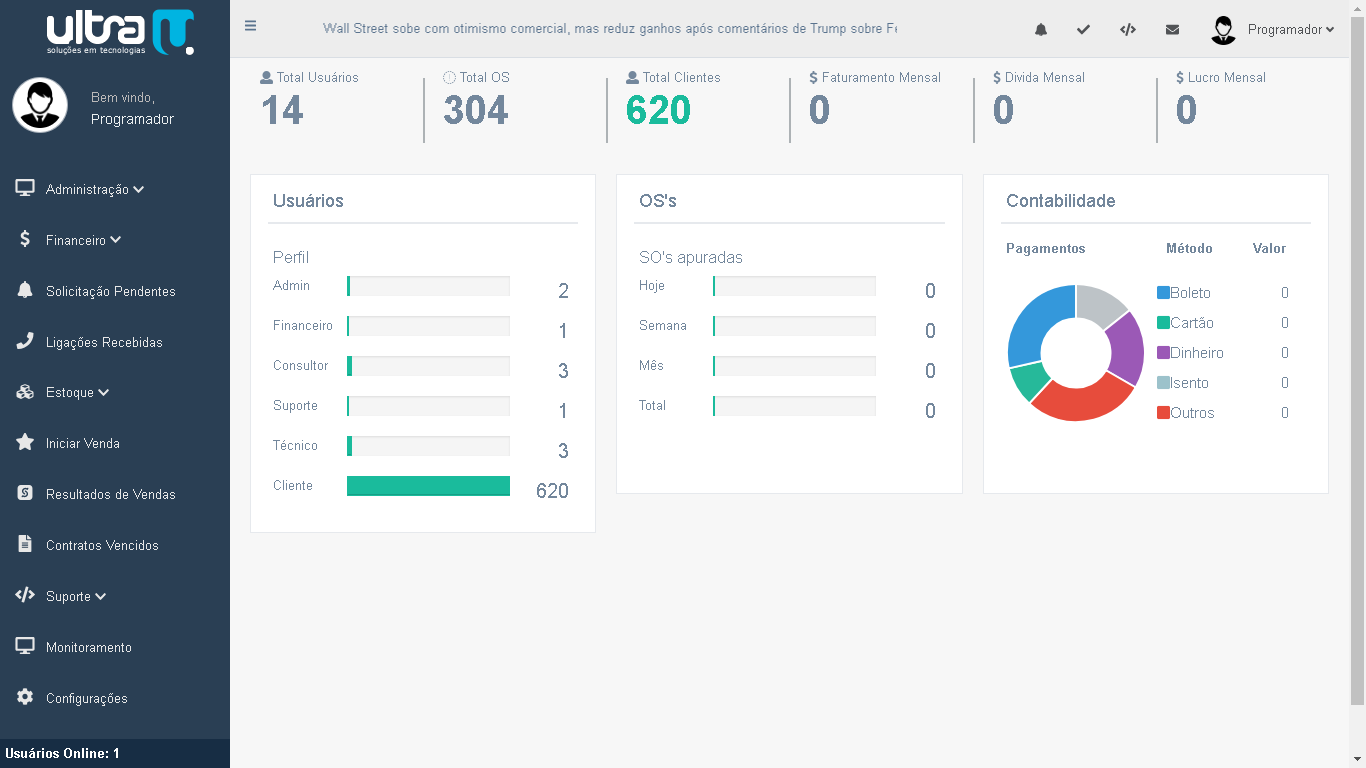 ultra IT
soluções em tecnologias
Bem vindo,
Programador
Administração
Financeiro
Solicitação Pendentes
Ligações Recebidas
Estoque
Iniciar Venda
Resultados de Vendas
Contratos Vencidos
Suporte
Monitoramento
Configurações
Usuários Online: 1
Wall Street sobe com otimismo comercial, mas reduz ganhos após comentários de Trump sobre
Programador
Total Usuários
14
Total OS
304
Total Clientes
620
$ Faturamento Mensal
0
$ Divida Mensal
0
$ Lucro Mensal
0
Usuários
Perfil
Admin 2
Financeiro 1
Consultor 3
Suporte 1
Técnico 3
Cliente 620
OS's
SO's apuradas
Hoje 0
Semana 0
Mês 0
Total 0
Contabilidade
Pagamentos Método Valor
Boleto 0
Cartão 0
Dinheiro 0
Isento 0
Outros 0